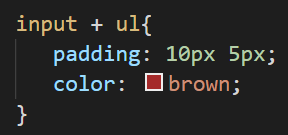 input + ul{
    padding: 10px 5px;
    color: brown;
}